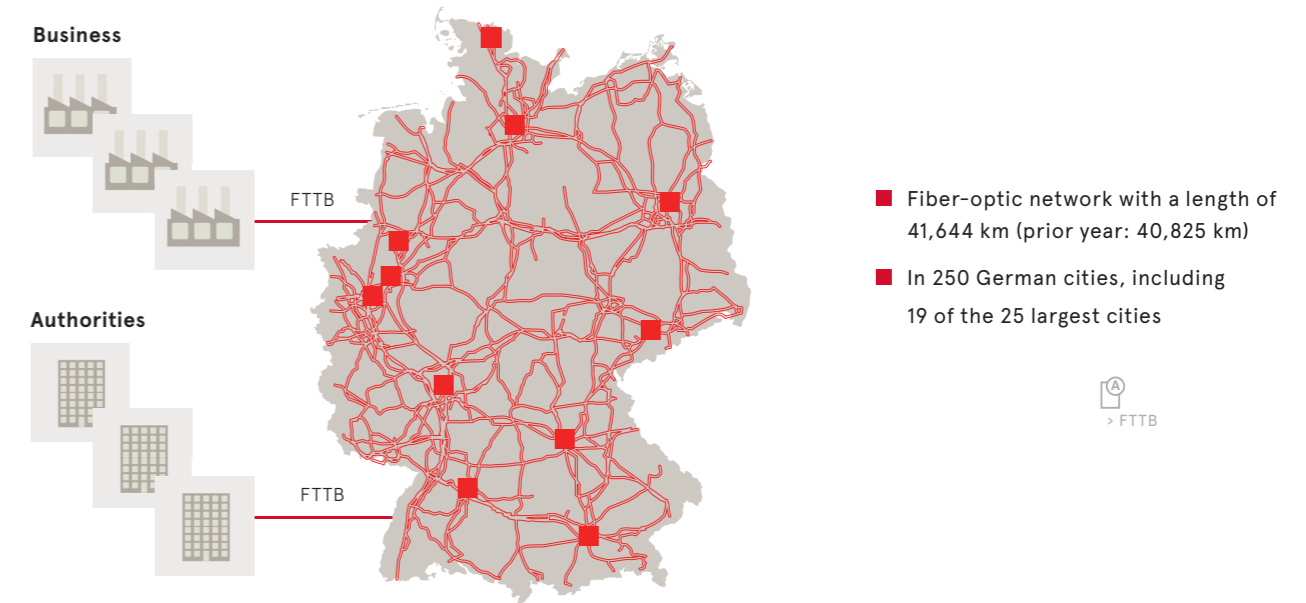 Business
FTTB
Authorities
FTTB
Fiber-optic network with a length of
41,644 km (prior year: 40,825 km)
In 250 German cities, including
19 of the 25 largest cities
A
> FTTB